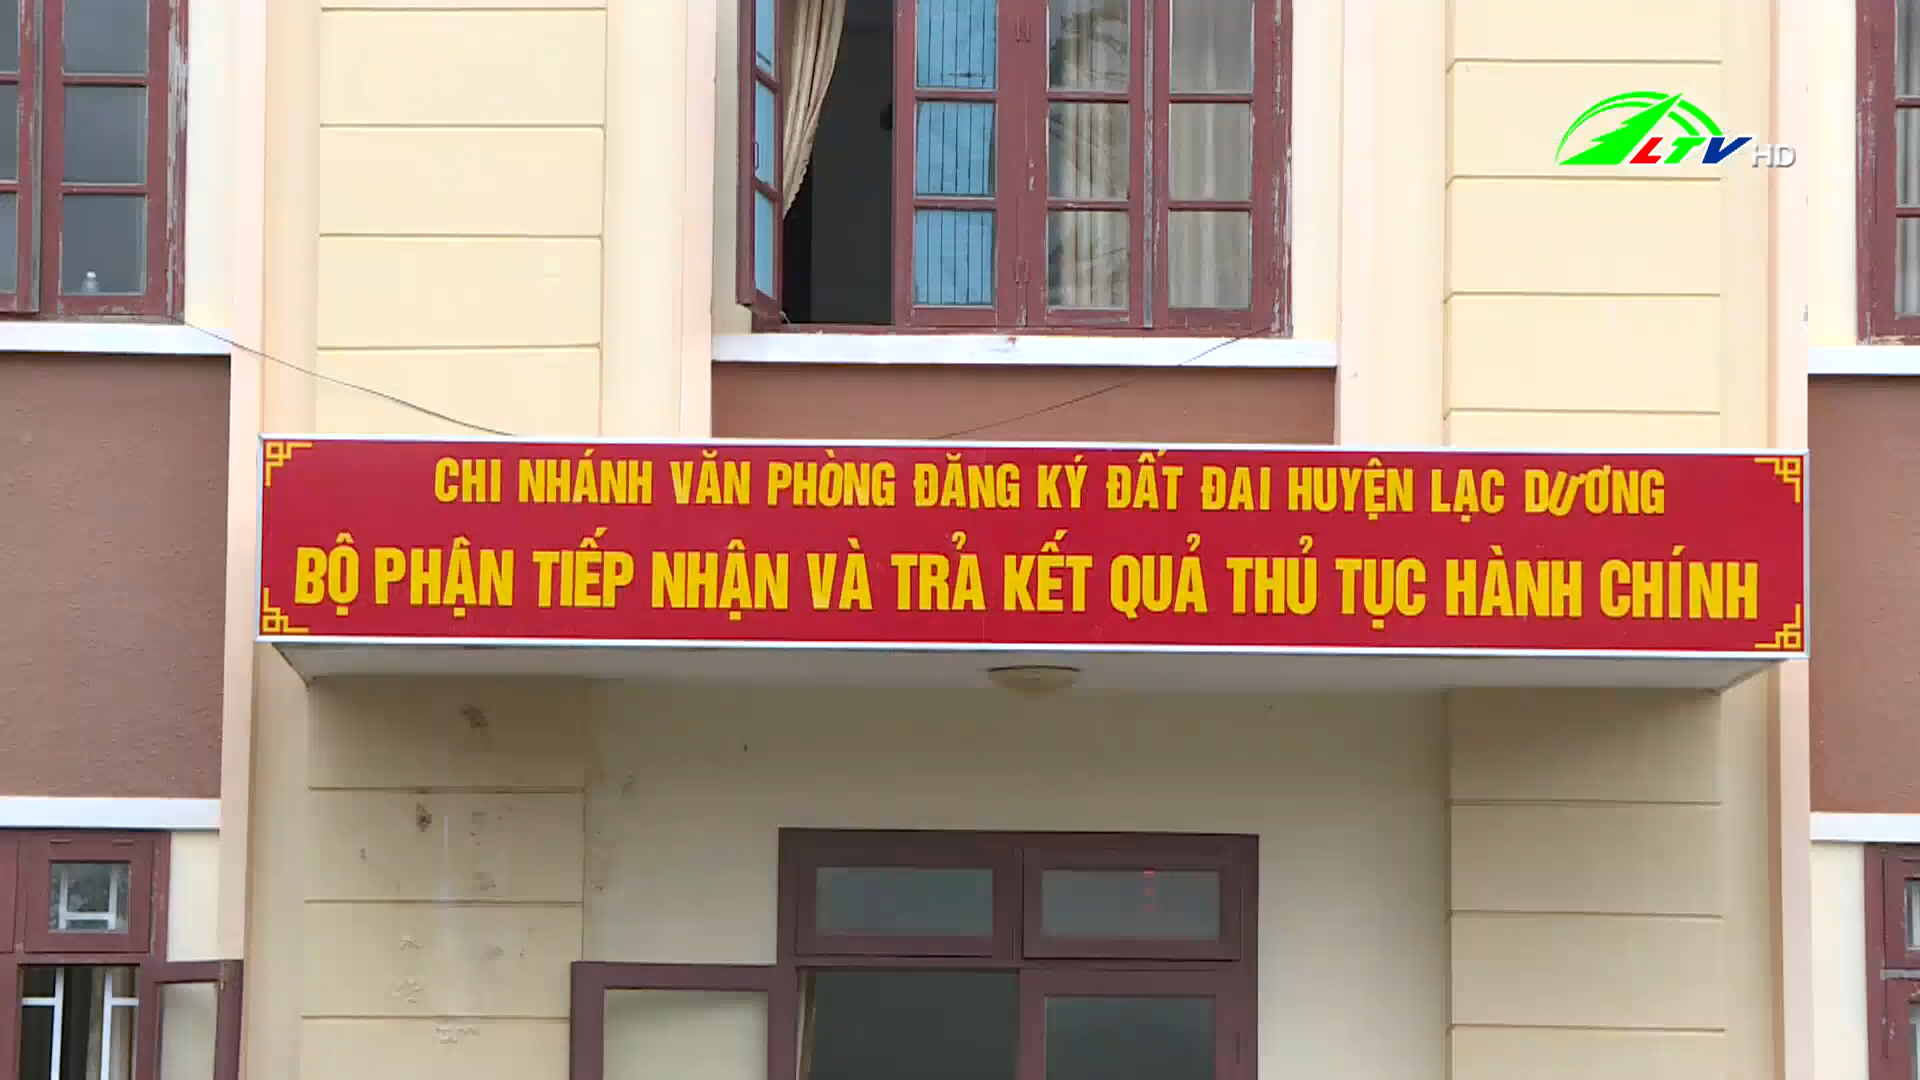 LTV HD
CHI NHÁNH VĂN PHÒNG ĐĂNG KÝ ĐẤT ĐAI HUYỆN LẠC DƯƠNG
BỘ PHẬN TIẾP NHẬN VÀ TRẢ KẾT QUẢ THỦ TỤC HÀNH CHÍNH